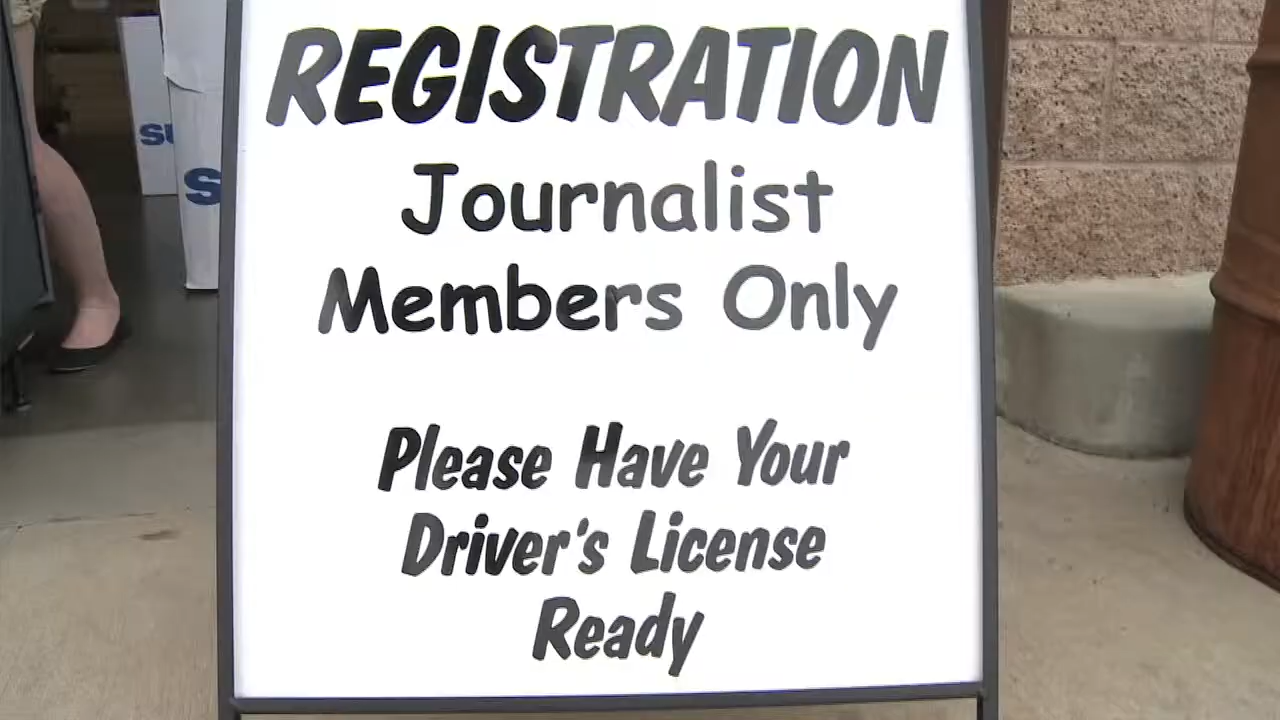 REGISTRATION
Journalist
Members Only
Please Have Your
Driver's License
Ready